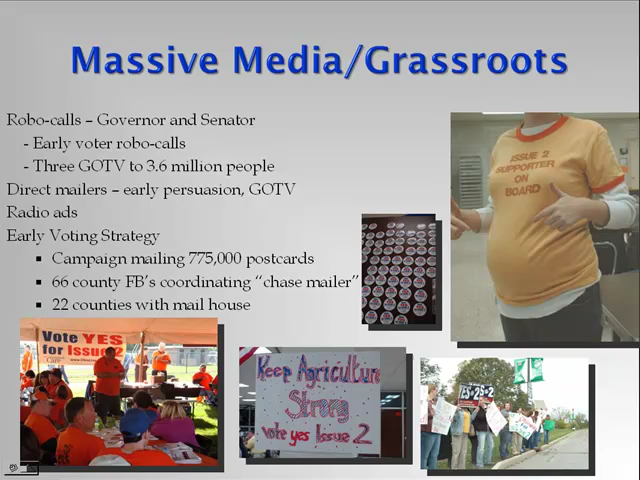 Massive Media/Grassroots
Robo-calls – Governor and Senator
- Early voter robo-calls
- Three GOTV to 3.6 million people
Direct mailers – early persuasion, GOTV
Radio ads
Early Voting Strategy
▪ Campaign mailing 775,000 postcards
▪ 66 county FB's coordinating "chase mailer"
▪ 22 counties with mail house
ISSUE 2
SUPPORTER
ON
BOARD
Vote YES
for Issue 2
Keep Agriculture
Strong
vote yes Issue 2